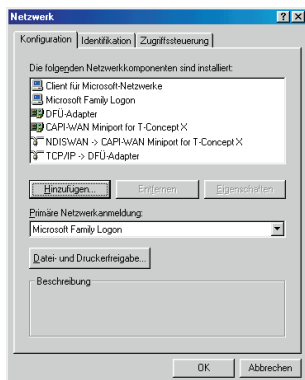 Netzwerk
Konfiguration Identifikation Zugriffssteuerung
Die folgenden Netzwerkkomponenten sind installiert:
Client für Microsoft-Netzwerke
Microsoft Family Logon
DFÜ-Adapter
CAPI-WAN Miniport for T-Concept X
NDISWAN -> CAPI-WAN Miniport for T-Concept X
TCP/IP -> DFÜ-Adapter
Hinzufügen... Entfernen Eigenschaften
Primäre Netzwerkanmeldung:
Microsoft Family Logon
Datei- und Druckerfreigabe...
Beschreibung
OK Abbrechen